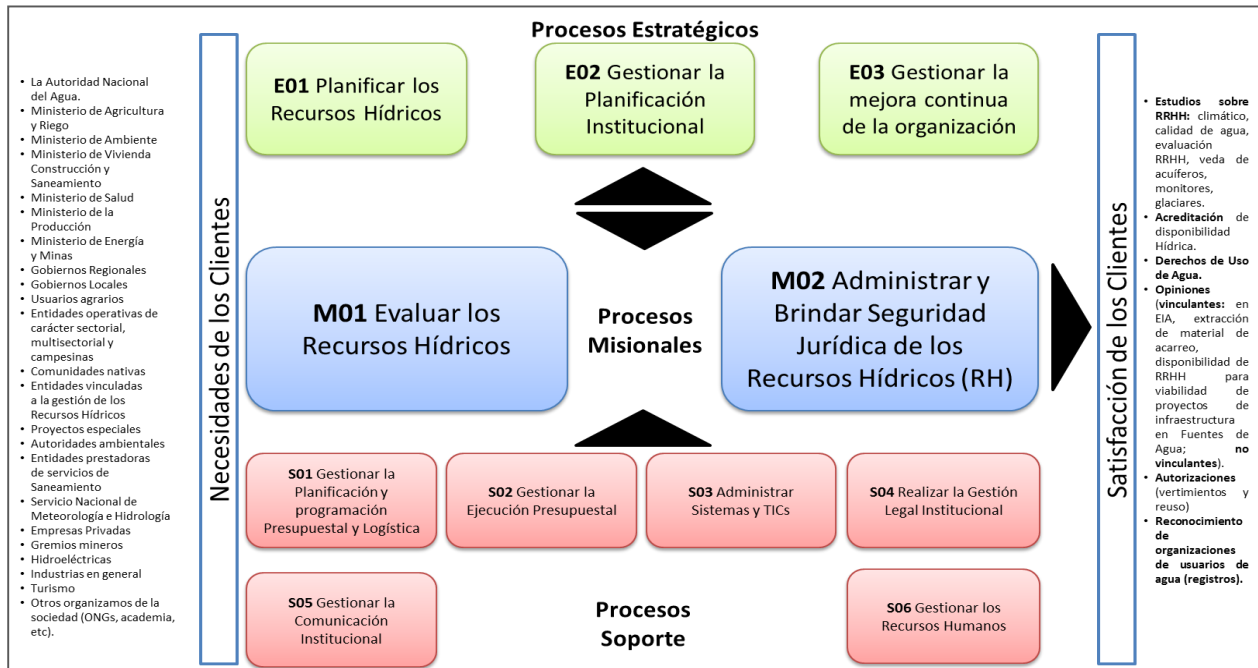 Procesos Estratégicos
• La Autoridad Nacional
del Agua.
• Ministerio de Agricultura
y Riego
• Ministerio de Ambiente
• Ministerio de Vivienda
Construcción y
Saneamiento
• Ministerio de Salud
• Ministerio de la
Producción
• Ministerio de Energía
y Minas
• Gobiernos Regionales
• Gobiernos Locales
• Usuarios agrarios
• Entidades operativas de
carácter sectorial,
multisectorial y
campesinas
• Comunidades nativas
• Entidades vinculadas
a la gestión de los
Recursos Hídricos
• Proyectos especiales
• Autoridades ambientales
• Entidades prestadoras
de servicios de
Saneamiento
• Servicio Nacional de
Meteorología e Hidrología
• Empresas Privadas
• Gremios mineros
• Hidroeléctricas
• Industrias en general
• Turismo
• Otros organizamos de la
sociedad (ONGs, academia,
etc).
Necesidades de los Clientes
E01 Planificar los
Recursos Hídricos
E02 Gestionar la
Planificación
Institucional
E03 Gestionar la
mejora continua
de la organización
M01 Evaluar los
Recursos Hídricos
Procesos
Misionales
M02 Administrar y
Brindar Seguridad
Jurídica de los
Recursos Hídricos (RH)
S01 Gestionar la
Planificación y
programación
Presupuestal y Logística
S02 Gestionar la
Ejecución Presupuestal
S03 Administrar
Sistemas y TICs
S04 Realizar la Gestión
Legal Institucional
S05 Gestionar la
Comunicación
Institucional
Procesos
Soporte
S06 Gestionar los
Recursos Humanos
Satisfacción de los Clientes
• Estudios sobre
RRHH: climático,
calidad de agua,
evaluación
RRHH, veda de
acuíferos,
monitores,
glaciares.
• Acreditación de
disponibilidad
Hídrica.
• Derechos de Uso
de Agua.
• Opiniones
(vinculantes: en
EIA, extracción
de material de
acarreo,
disponibilidad de
RRHH para
viabilidad de
proyectos de
infraestructura
en Fuentes de
Agua; no
vinculantes).
• Autorizaciones
(vertimientos y
reuso)
• Reconocimiento
de
organizaciones
de usuarios de
agua (registros).